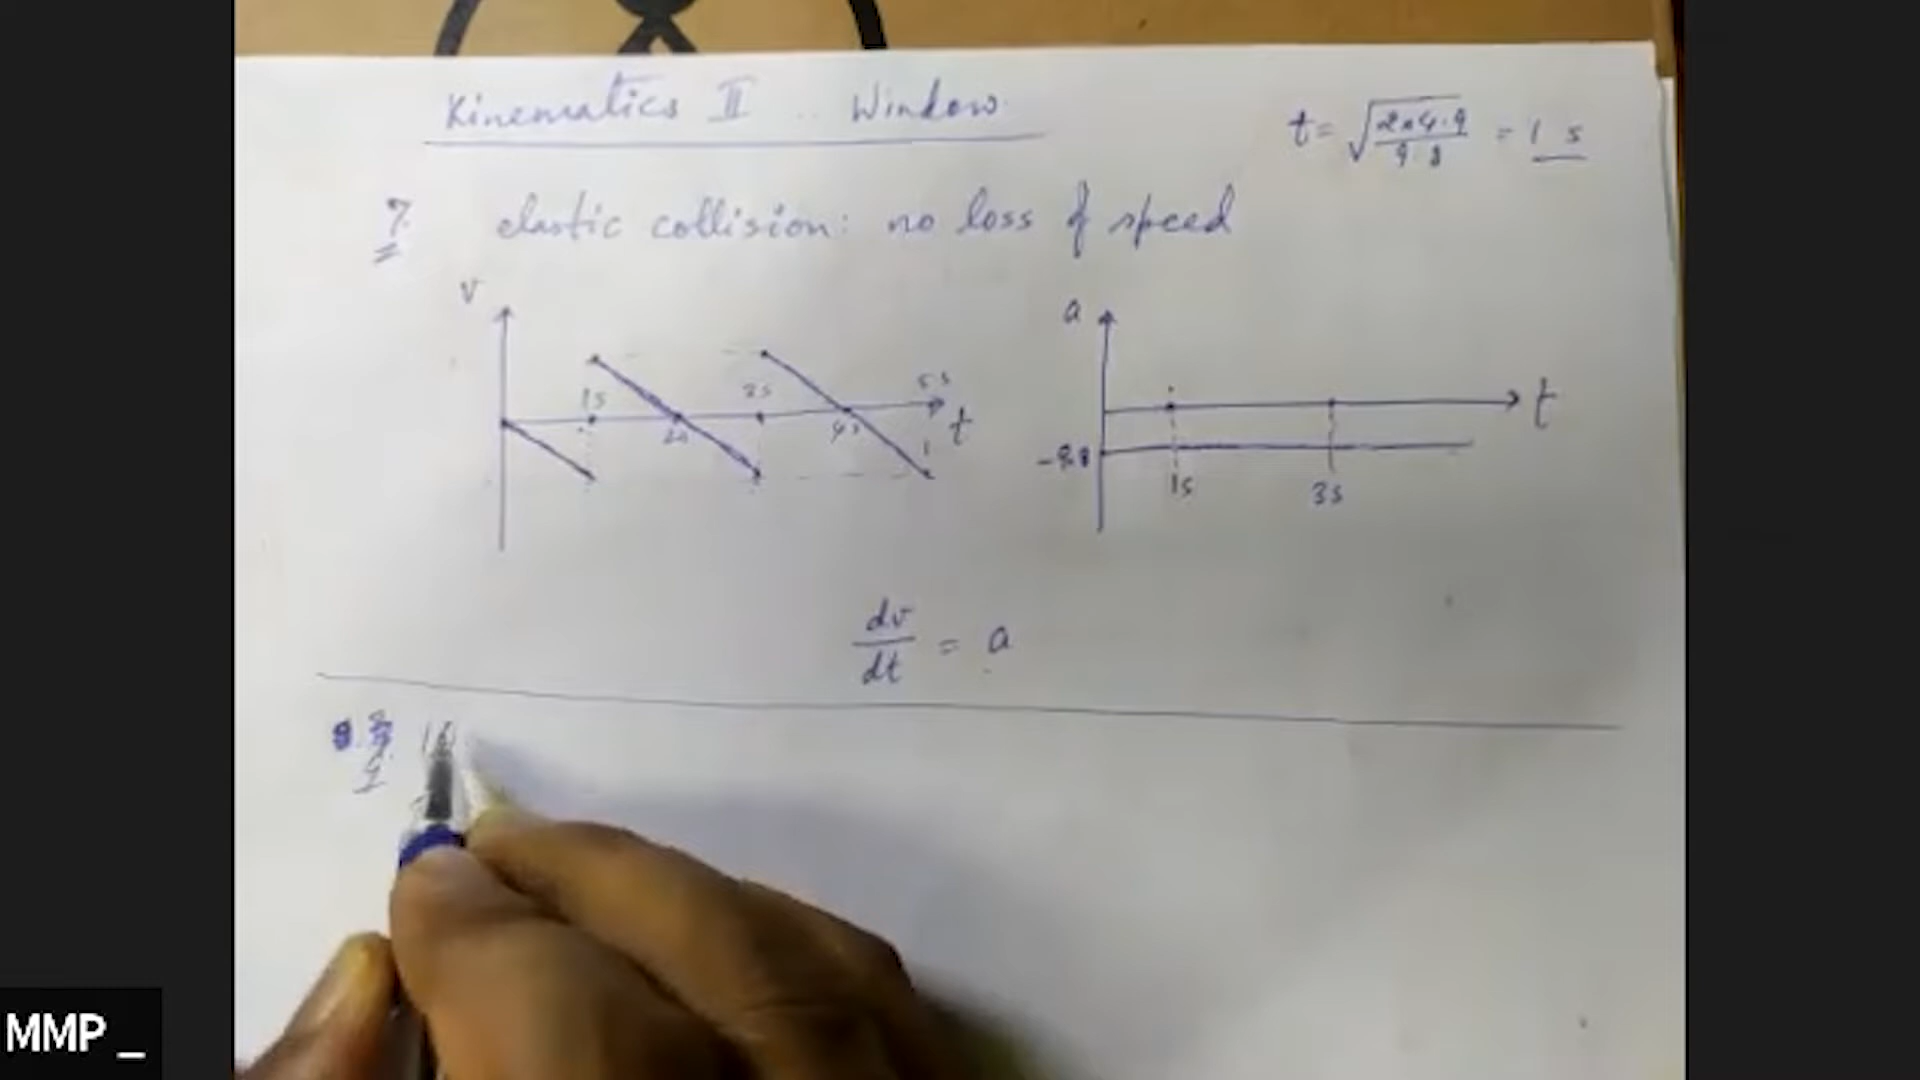 Kinematics II .. Window
t = √(2×4.9/9.8) = 1 s
7. elastic collision: no loss of speed
v
a
1s
3s
5s
2s
4s
t
t
-9.8
1s
3s
dv/dt = a
MMP _